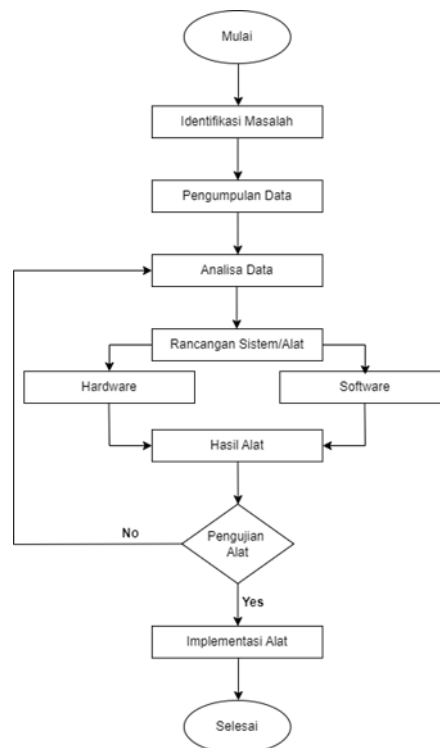 Mulai
Identifikasi Masalah
Pengumpulan Data
Analisa Data
Rancangan Sistem/Alat
Hardware
Software
Hasil Alat
Pengujian
Alat
No
Yes
Implementasi Alat
Selesai